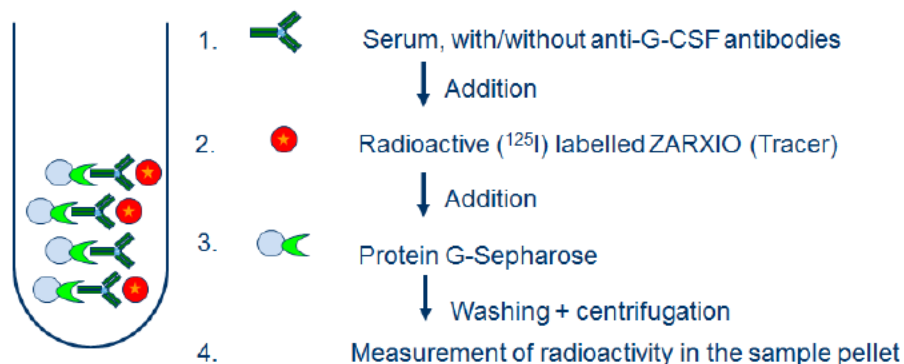 1. Serum, with/without anti-G-CSF antibodies
Addition
2. Radioactive (¹²⁵I) labelled ZARXIO (Tracer)
Addition
3. Protein G-Sepharose
Washing + centrifugation
4. Measurement of radioactivity in the sample pellet